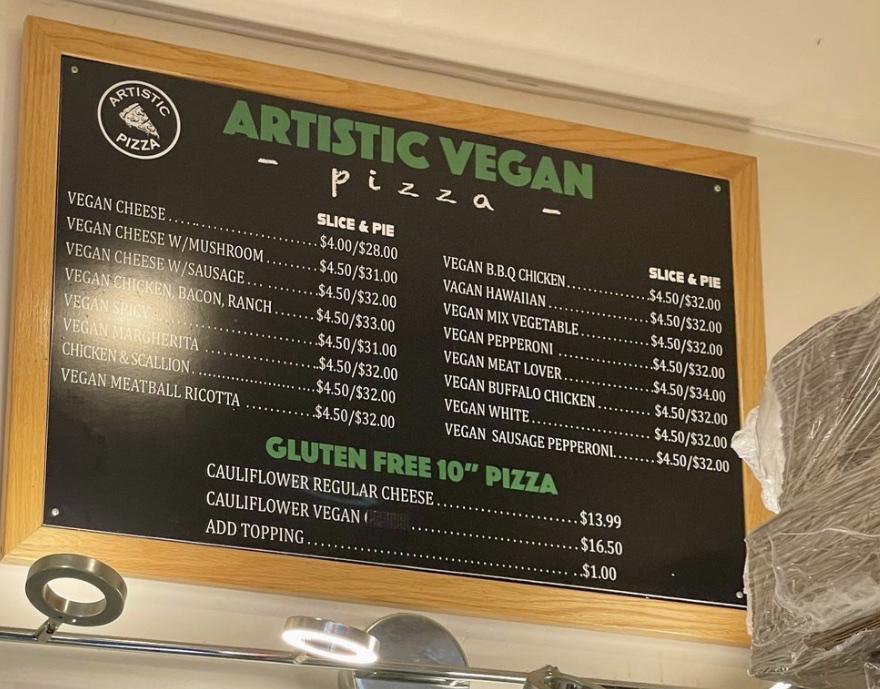 ARTISTIC
PIZZA
ARTISTIC VEGAN
- pizza -
SLICE & PIE
VEGAN CHEESE........................$4.00/$28.00
VEGAN CHEESE W/MUSHROOM..........$4.50/$31.00
VEGAN CHEESE W/SAUSAGE............$4.50/$32.00
VEGAN CHICKEN, BACON, RANCH........$4.50/$33.00
VEGAN SPICY........................$4.50/$31.00
VEGAN MARGHERITA..................$4.50/$32.00
CHICKEN & SCALLION........................$4.50/$32.00
VEGAN MEATBALL RICOTTA............$4.50/$32.00
SLICE & PIE
VEGAN B.B.Q CHICKEN...............$4.50/$32.00
VAGAN HAWAIIAN...................$4.50/$32.00
VEGAN MIX VEGETABLE..............$4.50/$32.00
VEGAN PEPPERONI..................$4.50/$32.00
VEGAN MEAT LOVER.................$4.50/$34.00
VEGAN BUFFALO CHICKEN............$4.50/$32.00
VEGAN WHITE......................$4.50/$32.00
VEGAN SAUSAGE PEPPERONI........$4.50/$32.00
GLUTEN FREE 10" PIZZA
CAULIFLOWER REGULAR CHEESE........................$13.99
CAULIFLOWER VEGAN ........................$16.50
ADD TOPPING........................................$1.00